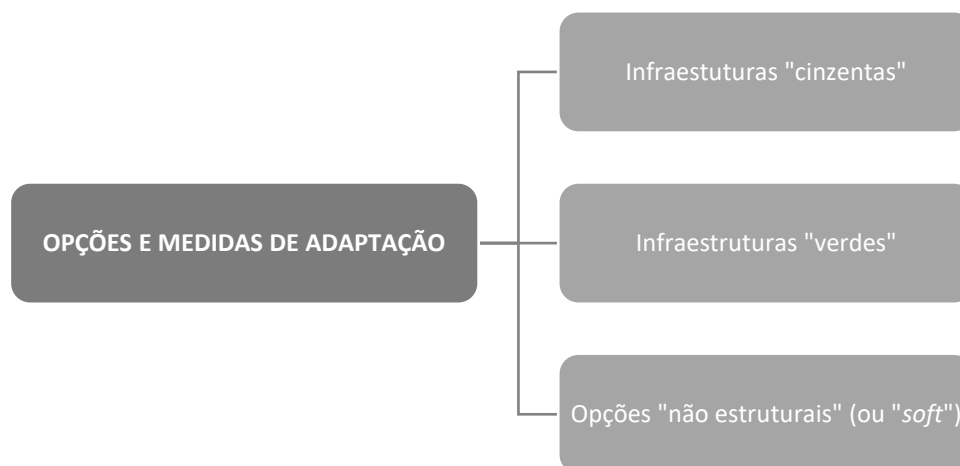 Infraestuturas "cinzentas"
OPÇÕES E MEDIDAS DE ADAPTAÇÃO
Infraestruturas "verdes"
Opções "não estruturais" (ou "soft")